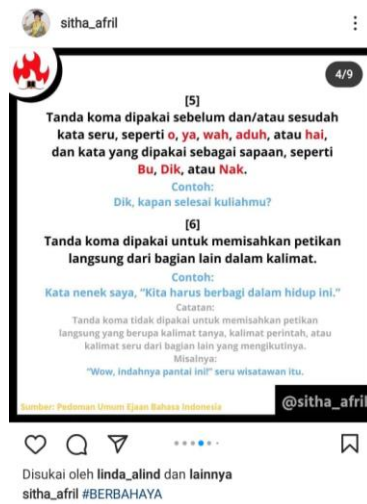 sitha_afril
4/9
[5]
Tanda koma dipakai sebelum dan/atau sesudah
kata seru, seperti o, ya, wah, aduh, atau hai,
dan kata yang dipakai sebagai sapaan, seperti
Bu, Dik, atau Nak.
Contoh:
Dik, kapan selesai kuliahmu?
[6]
Tanda koma dipakai untuk memisahkan petikan
langsung dari bagian lain dalam kalimat.
Contoh:
Kata nenek saya, "Kita harus berbagi dalam hidup ini."
Catatan:
Tanda koma tidak dipakai untuk memisahkan petikan
langsung yang berupa kalimat tanya, kalimat perintah, atau
kalimat seru dari bagian lain yang mengikutinya.
Misalnya:
"Wow, indahnya pantai ini!" seru wisatawan itu.
Sumber: Pedoman Umum Ejaan Bahasa Indonesia
@sitha_afril
Disukai oleh linda_alind dan lainnya
sitha_afril #BERBAHAYA